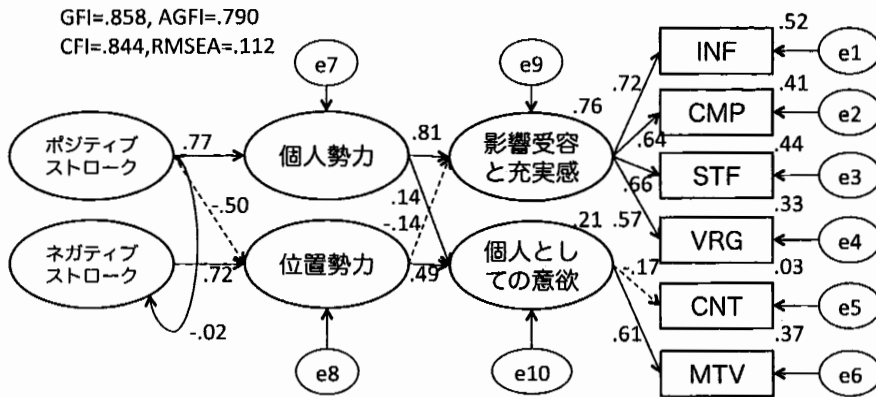 GFI=.858, AGFI=.790
CFI=.844,RMSEA=.112
e7
e9
.52
INF
e1
.72
.76
.41
CMP
e2
.64
ポジティブ
ストローク
.77
個人勢力
.81
影響受容
と充実感
.44
STF
e3
.66
-.50
.14
-.14
.21
.57
.33
VRG
e4
ネガティブ
ストローク
.72
位置勢力
.49
個人とし
ての意欲
-.17
.03
CNT
e5
-.02
.61
.37
MTV
e6
e8
e10